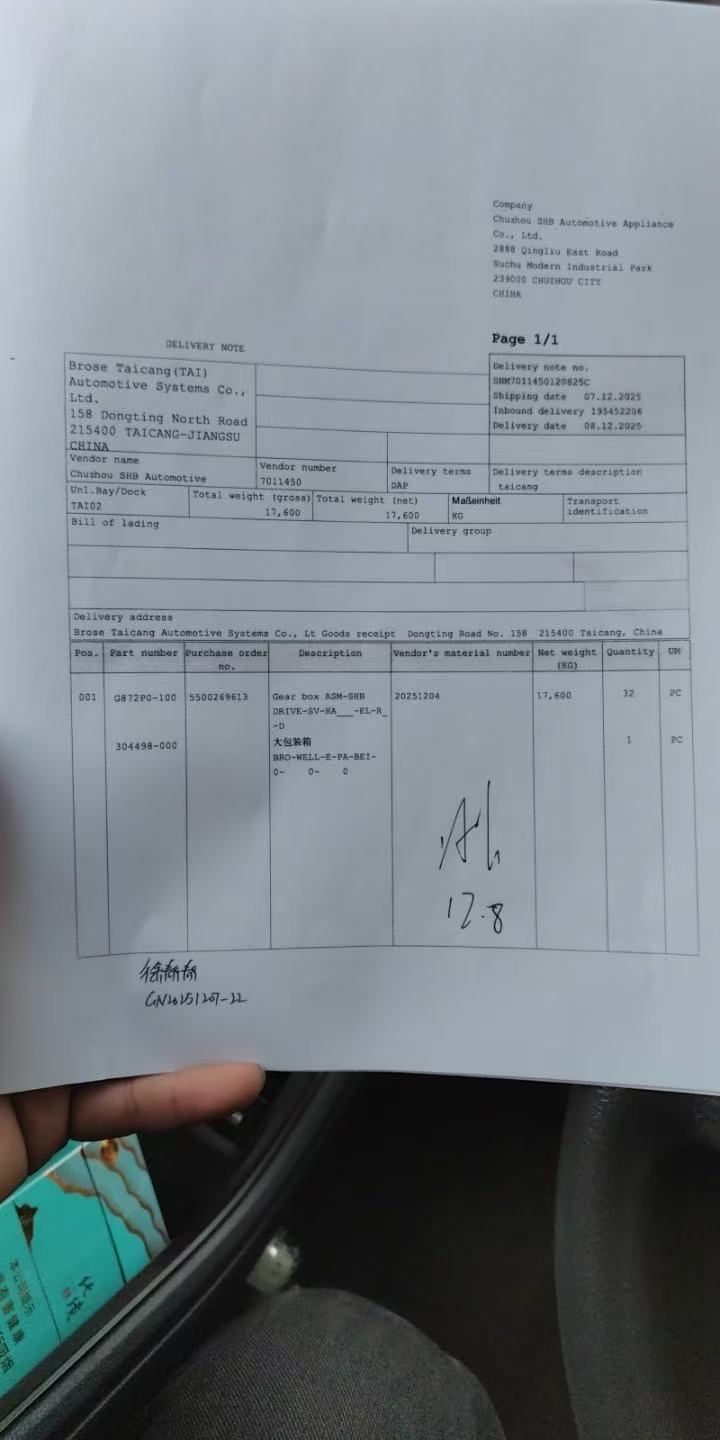 Company
Chuzhou SHB Automotive Appliance
Co., Ltd.
2888 Qingliu East Road
Suchu Modern Industrial Park
239000 CHUZHOU CITY
CHINA
Page 1/1
DELIVERY NOTE
Brose Taicang(TAI)
Automotive Systems Co.,
Ltd.
158 Dongting North Road
215400 TAICANG-JIANGSU
CHINA
Delivery note no.
SHM7011450120825C
Shipping date 07.12.2025
Inbound delivery 195452206
Delivery date 08.12.2025
Vendor name
Chuzhou SHB Automotive
Vendor number
7011450
Delivery terms
DAP
Delivery terms description
taicang
Unl.Bay/Dock
TAI02
Total weight (gross)
17,600
Total weight (net)
17,600
Maßeinheit
KG
Transport
identification
Bill of lading
Delivery group
Delivery address
Brose Taicang Automotive Systems Co., Lt Goods receipt Dongting Road No. 158 215400 Taicang, China
Pos. Part number Purchase order no. Description Vendor's material number Net weight (KG) Quantity UM
001 G872P0-100 5500269613 Gear box ASM-SHB 20251204 17,600 32 PC
DRIVE-SV-HA___-EL-R_
-D
304498-000 大包装箱 1 PC
BRO-WELL-E-PA-BEI-
0- 0- 0
12.8
GN20251207-22
本公司提示